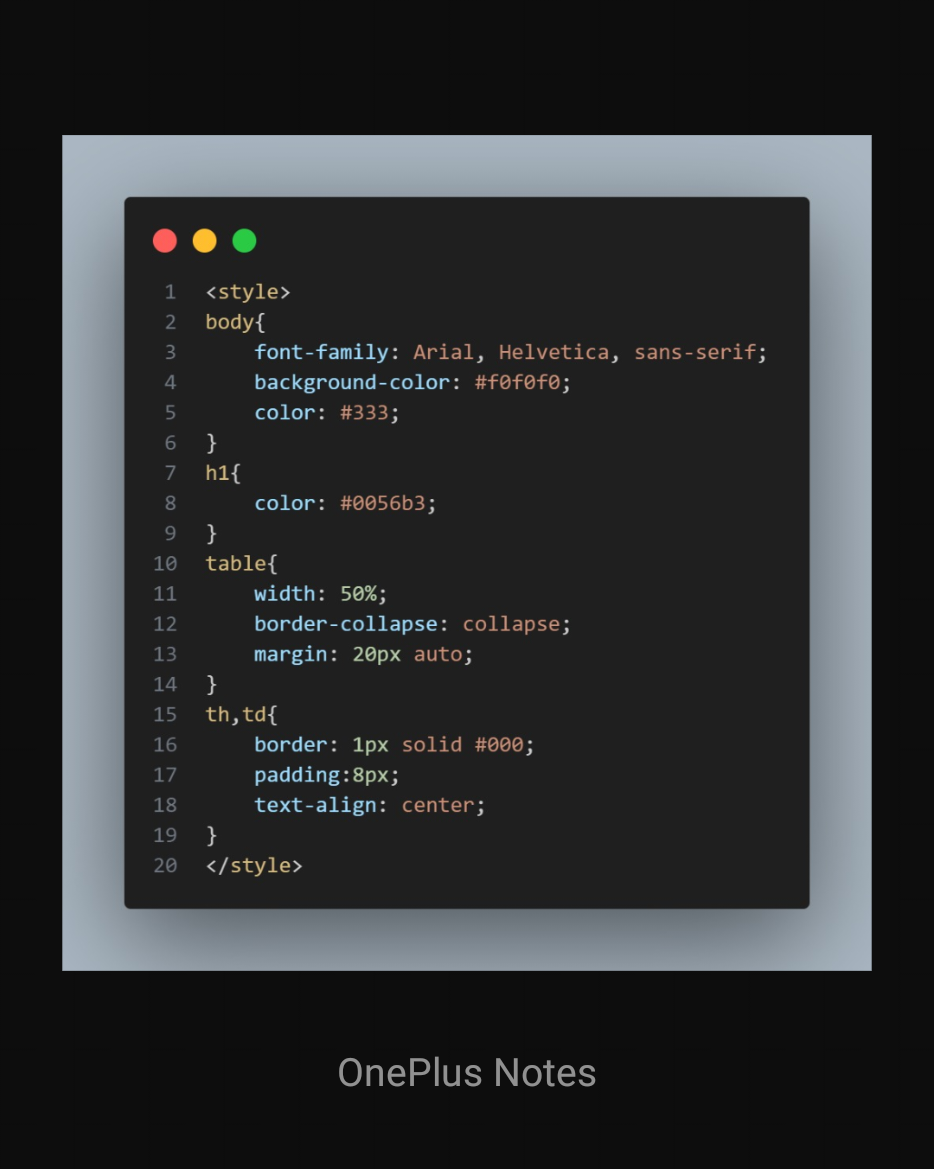 1 <style>
2 body{
3     font-family: Arial, Helvetica, sans-serif;
4     background-color: #f0f0f0;
5     color: #333;
6 }
7 h1{
8     color: #0056b3;
9 }
10 table{
11     width: 50%;
12     border-collapse: collapse;
13     margin: 20px auto;
14 }
15 th,td{
16     border: 1px solid #000;
17     padding:8px;
18     text-align: center;
19 }
20 </style>
OnePlus Notes